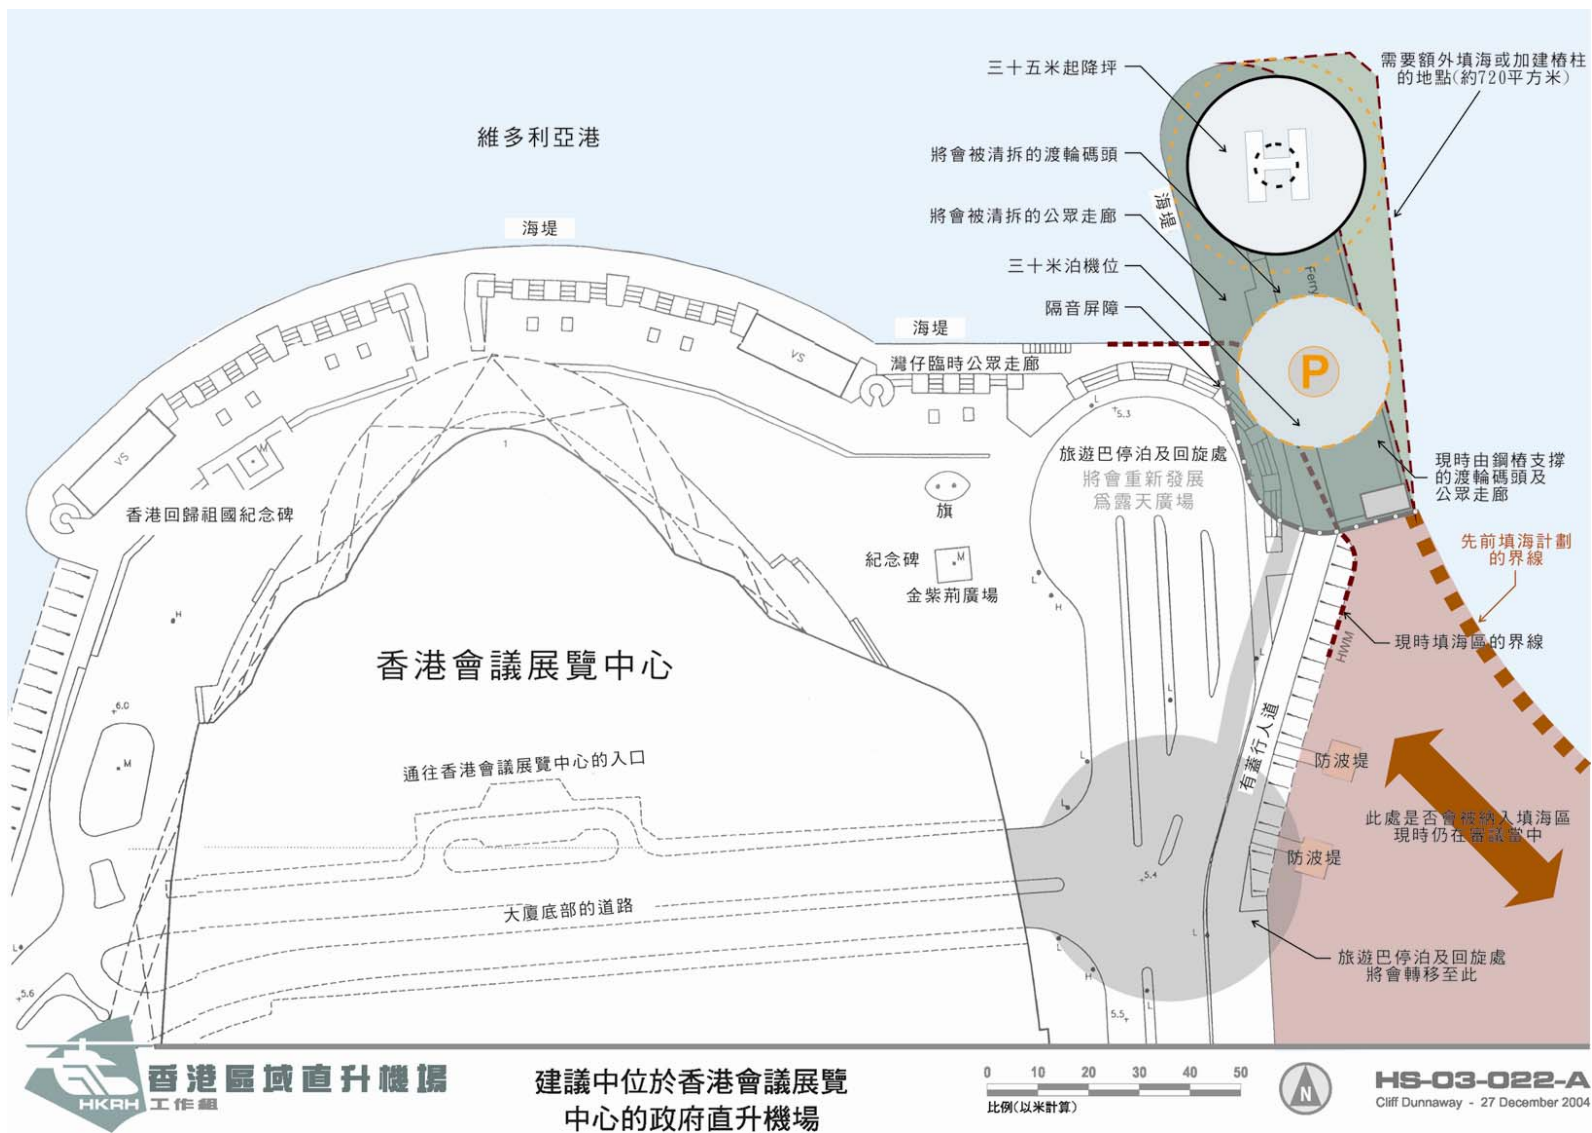 需要額外填海或加建樁柱
的地點(約720平方米)
三十五米起降坪
維多利亞港
將會被清拆的渡輪碼頭
海堤
將會被清拆的公眾走廊
海堤
三十米泊機位
Ferry
隔音屏障
海堤
灣仔臨時公眾走廊
VS
P
5.3
L
旅遊巴停泊及回旋處
將會重新發展
為露天廣場
現時由鋼樁支撐
的渡輪碼頭及
公眾走廊
VS
M
1
香港回歸祖國紀念碑
旗
先前填海計劃
的界線
紀念碑
M
金紫荊廣場
L
H
H
現時填海區的界線
HWM
香港會議展覽中心
L
L
6.0
有蓋行人道
M
通往香港會議展覽中心的入口
L
防波堤
L
此處是否會被納入填海區
現時仍在審議當中
防波堤
5.4
大廈底部的道路
L
L
L
H
旅遊巴停泊及回旋處
將會轉移至此
5.6
L
5.5
HKRH
香港區域直升機場
工作組
建議中位於香港會議展覽
中心的政府直升機場
0 10 20 30 40 50
比例(以米計算)
N
HS-03-022-A
Cliff Dunnaway - 27 December 2004